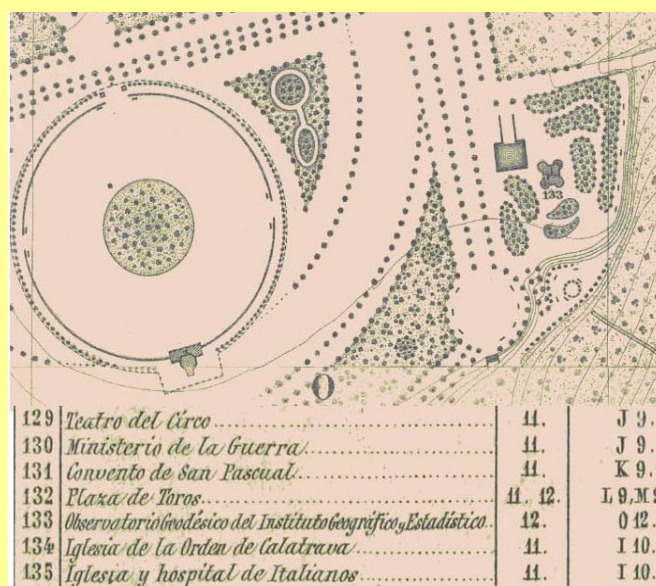 133
O
129 Teatro del Circo 11. J 9.
130 Ministerio de la Guerra 11. J 9.
131 Convento de San Pascual 11. K 9.
132 Plaza de Toros 11. 12. L 9, M 9
133 Observatorio Geodésico del Instituto Geográfico y Estadístico. 12. O 12.
134 Iglesia de la Orden de Calatrava 11. I 10.
135 Iglesia y hospital de Italianos 11. I 10.